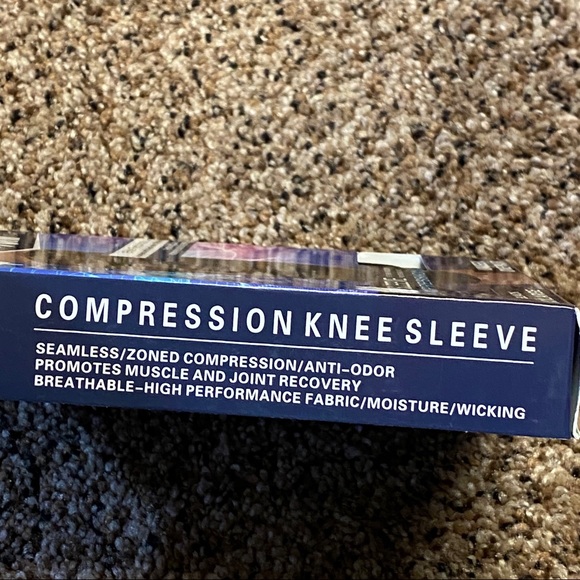 COMPRESSION KNEE SLEEVE
SEAMLESS/ZONED COMPRESSION/ANTI-ODOR
PROMOTES MUSCLE AND JOINT RECOVERY
BREATHABLE-HIGH PERFORMANCE FABRIC/MOISTURE/WICKING